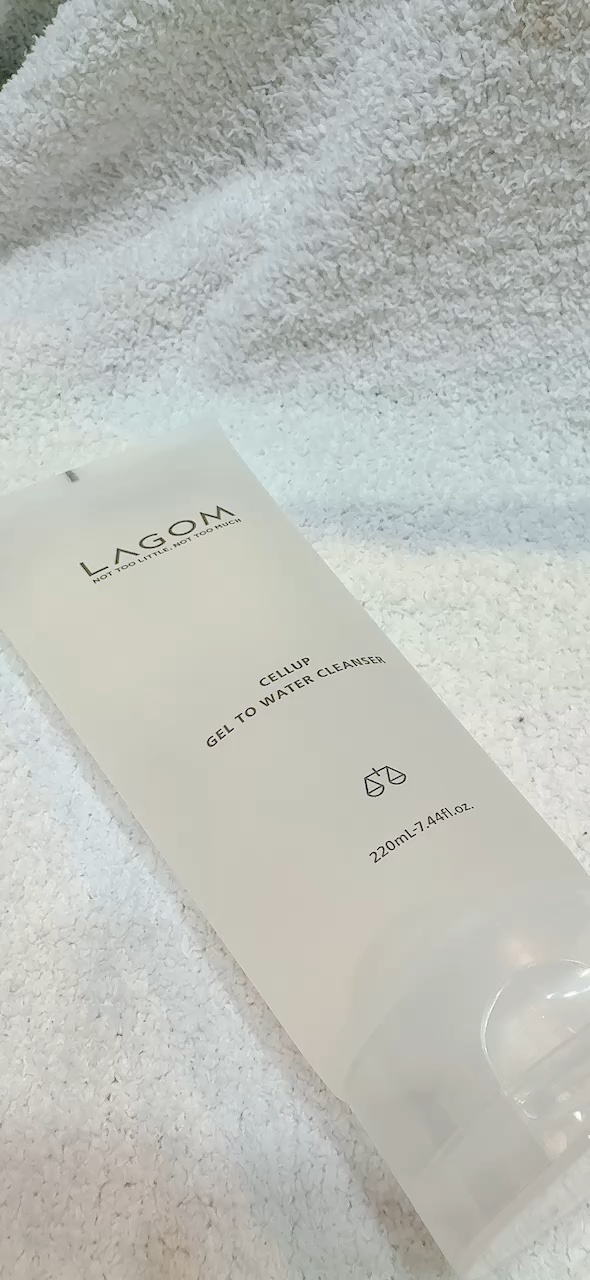 LAGOM
NOT TOO LITTLE, NOT TOO MUCH
CELLUP
GEL TO WATER CLEANSER
220mL-7.44fl.oz.